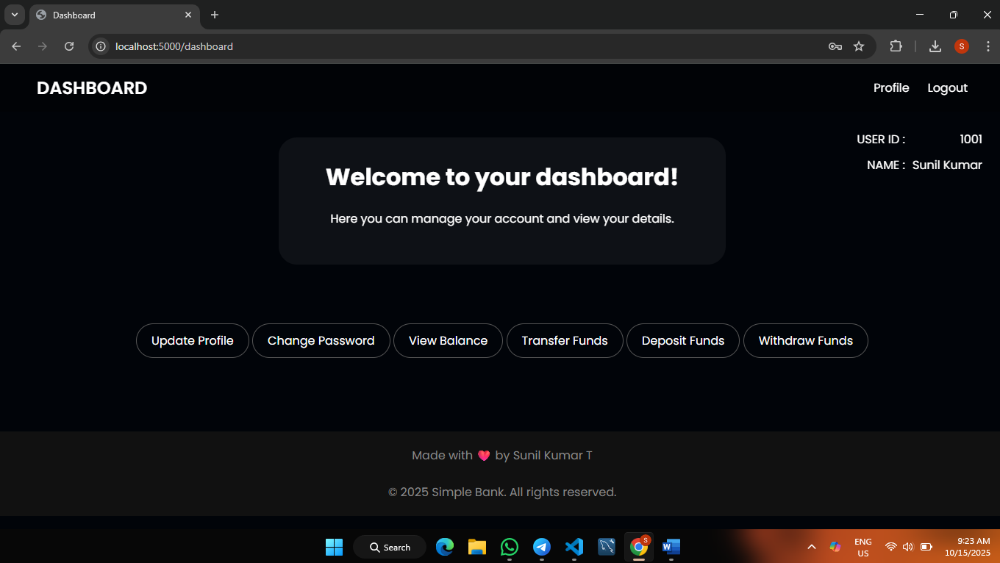 Dashboard
localhost:5000/dashboard
S
DASHBOARD
Profile Logout
USER ID : 1001
NAME : Sunil Kumar
Welcome to your dashboard!
Here you can manage your account and view your details.
Update Profile Change Password View Balance Transfer Funds Deposit Funds Withdraw Funds
Made with 💗 by Sunil Kumar T
© 2025 Simple Bank. All rights reserved.
Search
S
W
ENG
US
9:23 AM
10/15/2025